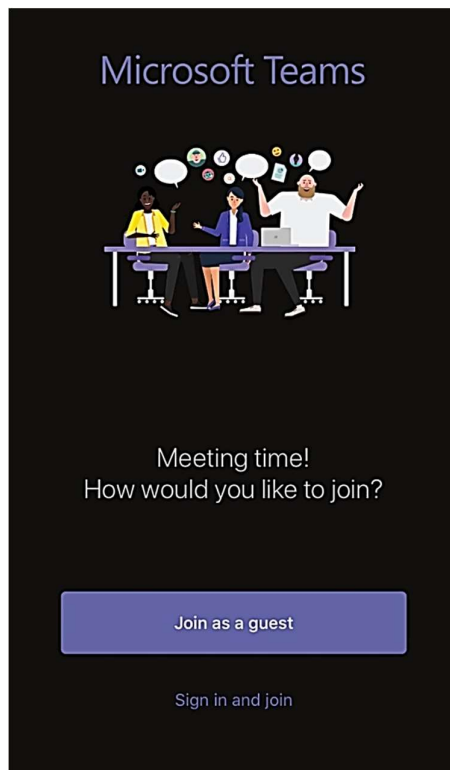 Microsoft Teams
Meeting time!
How would you like to join?
Join as a guest
Sign in and join